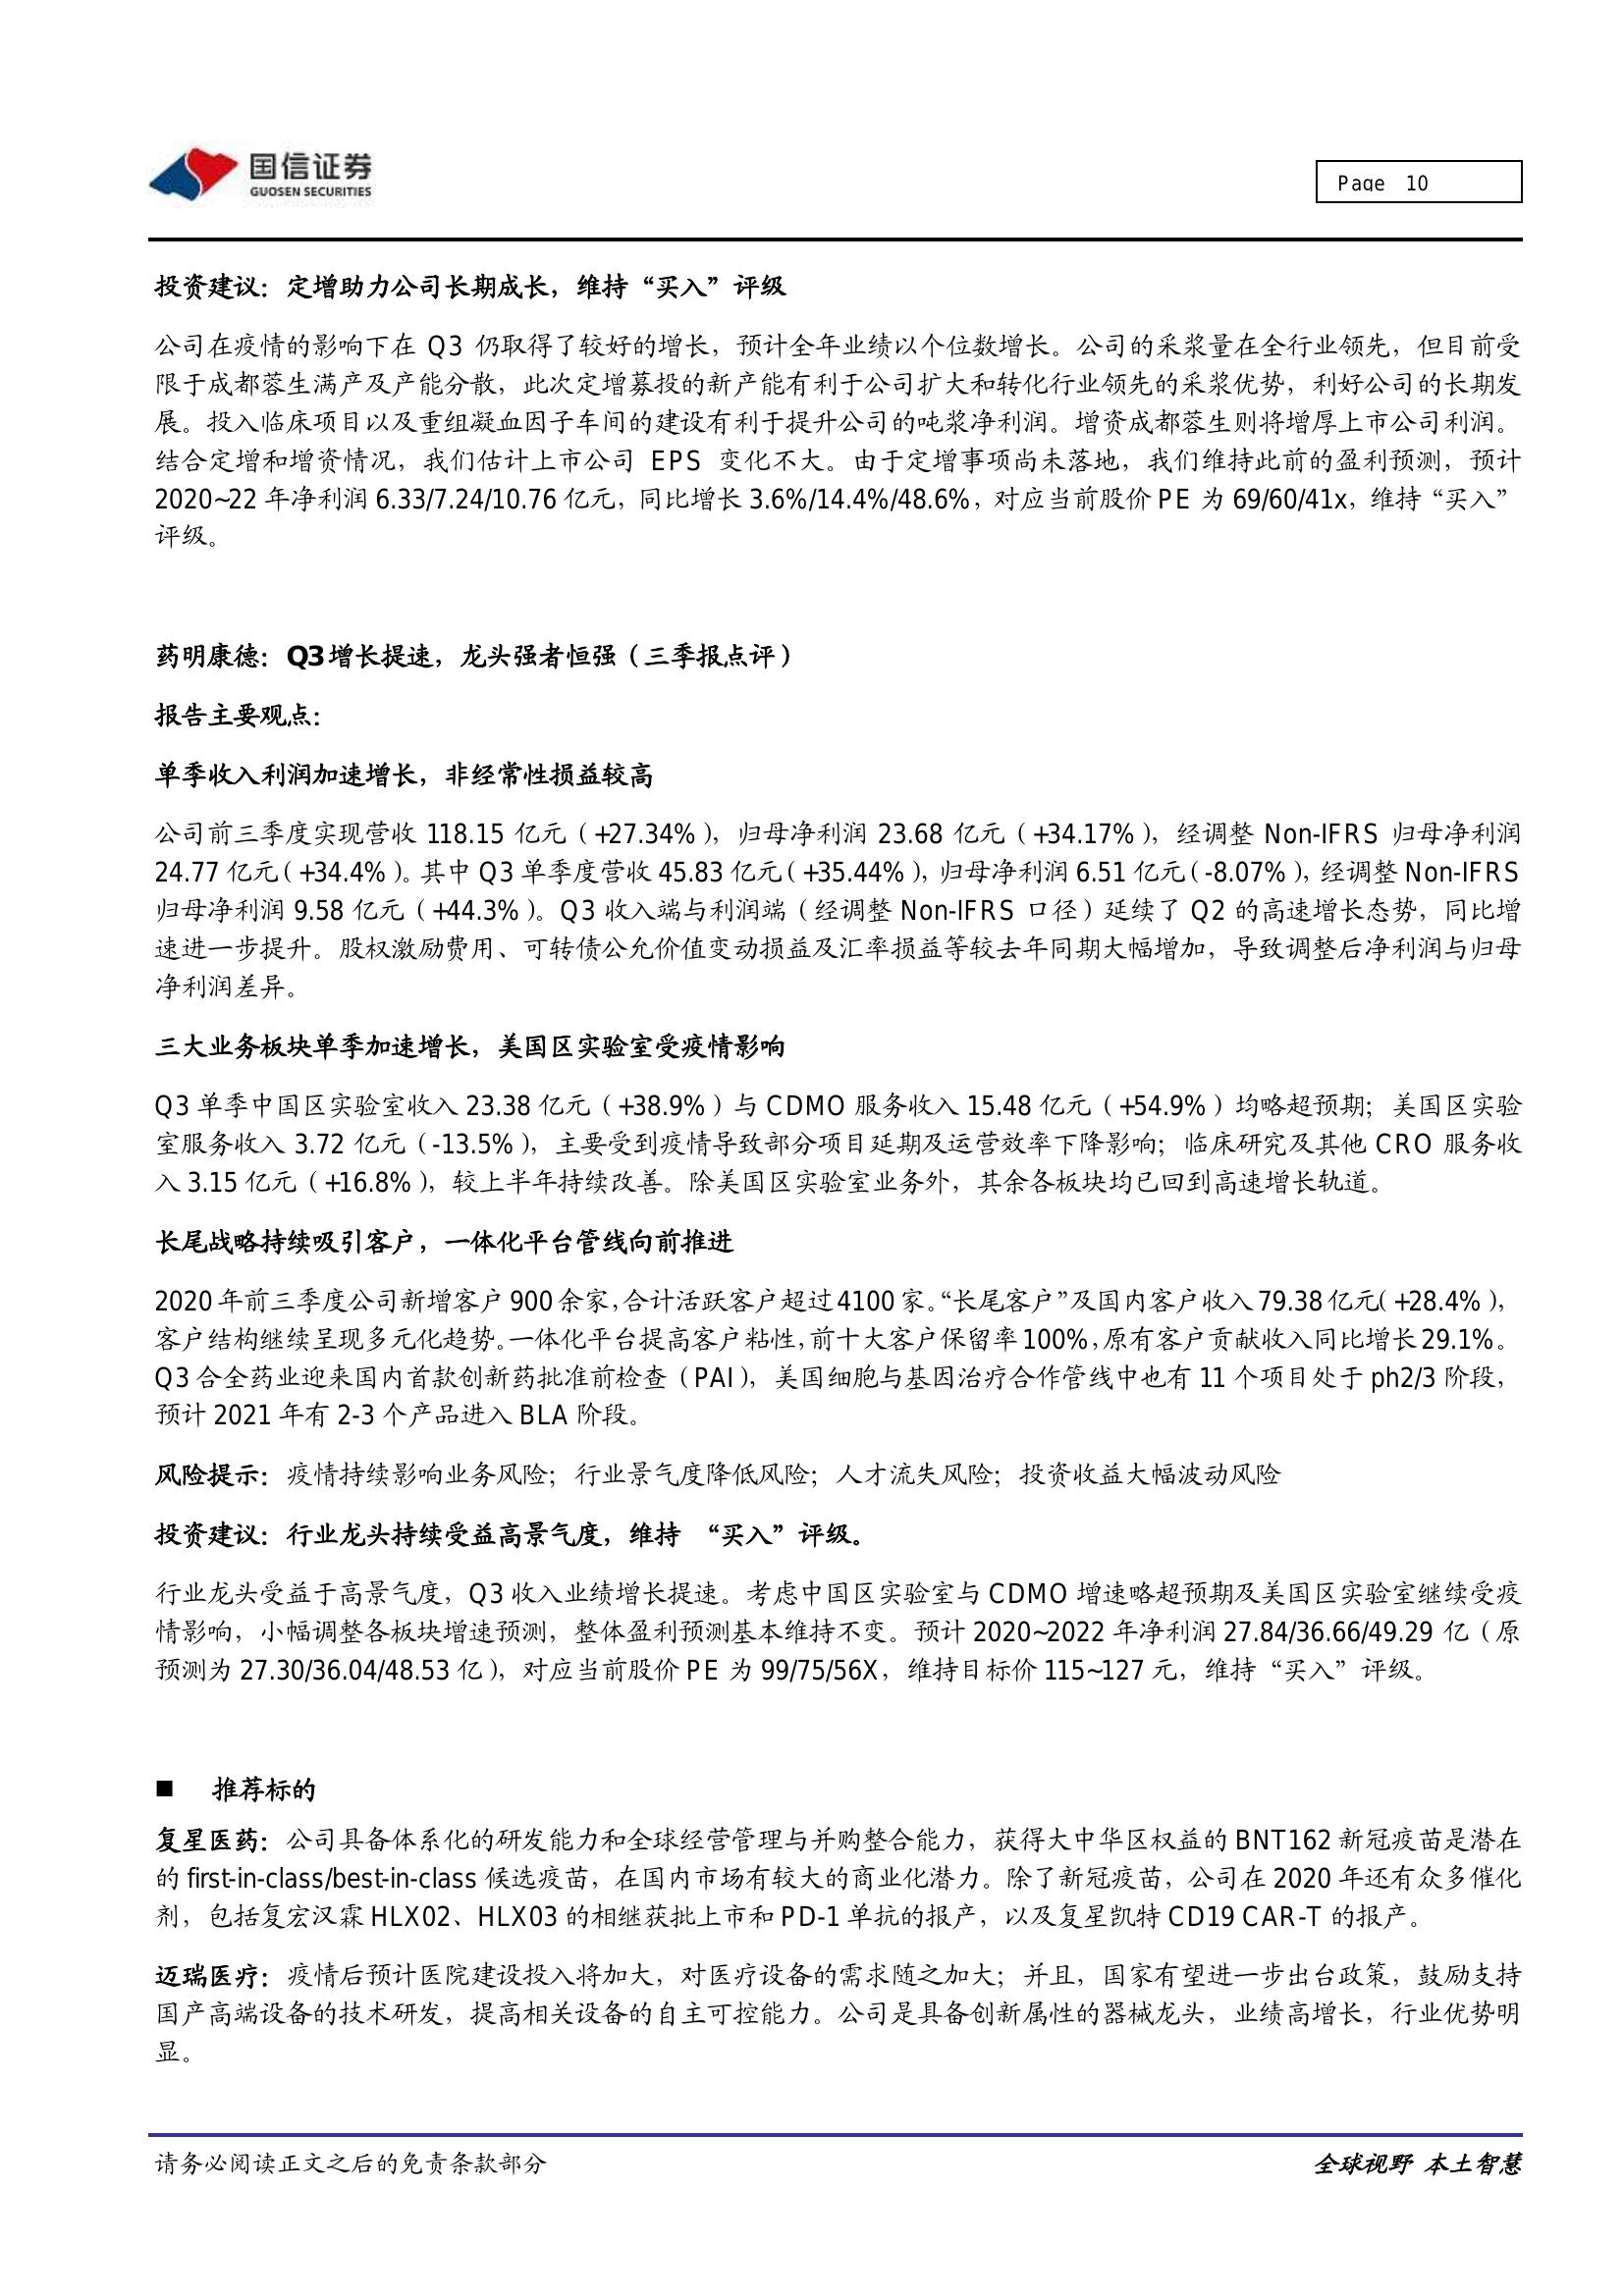 国信证券
GUOSEN SECURITIES
Page 10
投资建议：定增助力公司长期成长，维持“买入”评级
公司在疫情的影响下在 Q3 仍取得了较好的增长，预计全年业绩以个位数增长。公司的采浆量在全行业领先，但目前受
限于成都蓉生满产及产能分散，此次定增募投的新产能有利于公司扩大和转化行业领先的采浆优势，利好公司的长期发
展。投入临床项目以及重组凝血因子车间的建设有利于提升公司的吨浆净利润。增资成都蓉生则将增厚上市公司利润。
结合定增和增资情况，我们估计上市公司 EPS 变化不大。由于定增事项尚未落地，我们维持此前的盈利预测，预计
2020~22 年净利润 6.33/7.24/10.76 亿元，同比增长 3.6%/14.4%/48.6%，对应当前股价 PE 为 69/60/41x，维持“买入”
评级。
药明康德：Q3增长提速，龙头强者恒强（三季报点评）
报告主要观点：
单季收入利润加速增长，非经常性损益较高
公司前三季度实现营收 118.15 亿元（+27.34%），归母净利润 23.68 亿元（+34.17%），经调整 Non-IFRS 归母净利润
24.77 亿元（+34.4%）。其中 Q3 单季度营收 45.83 亿元（+35.44%），归母净利润 6.51 亿元（-8.07%），经调整 Non-IFRS
归母净利润 9.58 亿元（+44.3%）。Q3 收入端与利润端（经调整 Non-IFRS 口径）延续了 Q2 的高速增长态势，同比增
速进一步提升。股权激励费用、可转债公允价值变动损益及汇率损益等较去年同期大幅增加，导致调整后净利润与归母
净利润差异。
三大业务板块单季加速增长，美国区实验室受疫情影响
Q3 单季中国区实验室收入 23.38 亿元（+38.9%）与 CDMO 服务收入 15.48 亿元（+54.9%）均略超预期；美国区实验
室服务收入 3.72 亿元（-13.5%），主要受到疫情导致部分项目延期及运营效率下降影响；临床研究及其他 CRO 服务收
入 3.15 亿元（+16.8%），较上半年持续改善。除美国区实验室业务外，其余各板块均已回到高速增长轨道。
长尾战略持续吸引客户，一体化平台管线向前推进
2020 年前三季度公司新增客户 900 余家，合计活跃客户超过 4100 家。“长尾客户”及国内客户收入 79.38 亿元（+28.4%），
客户结构继续呈现多元化趋势。一体化平台提高客户粘性，前十大客户保留率 100%，原有客户贡献收入同比增长 29.1%。
Q3 合全药业迎来国内首款创新药批准前检查（PAI），美国细胞与基因治疗合作管线中也有 11 个项目处于 ph2/3 阶段，
预计 2021 年有 2-3 个产品进入 BLA 阶段。
风险提示：疫情持续影响业务风险；行业景气度降低风险；人才流失风险；投资收益大幅波动风险
投资建议：行业龙头持续受益高景气度，维持 “买入”评级。
行业龙头受益于高景气度，Q3 收入业绩增长提速。考虑中国区实验室与 CDMO 增速略超预期及美国区实验室继续受疫
情影响，小幅调整各板块增速预测，整体盈利预测基本维持不变。预计 2020~2022 年净利润 27.84/36.66/49.29 亿（原
预测为 27.30/36.04/48.53 亿），对应当前股价 PE 为 99/75/56X，维持目标价 115~127 元，维持“买入”评级。
■ 推荐标的
复星医药：公司具备体系化的研发能力和全球经营管理与并购整合能力，获得大中华区权益的 BNT162 新冠疫苗是潜在
的 first-in-class/best-in-class 候选疫苗，在国内市场有较大的商业化潜力。除了新冠疫苗，公司在 2020 年还有众多催化
剂，包括复宏汉霖 HLX02、HLX03 的相继获批上市和 PD-1 单抗的报产，以及复星凯特 CD19 CAR-T 的报产。
迈瑞医疗：疫情后预计医院建设投入将加大，对医疗设备的需求随之加大；并且，国家有望进一步出台政策，鼓励支持
国产高端设备的技术研发，提高相关设备的自主可控能力。公司是具备创新属性的器械龙头，业绩高增长，行业优势明
显。
请务必阅读正文之后的免责条款部分
全球视野 本土智慧